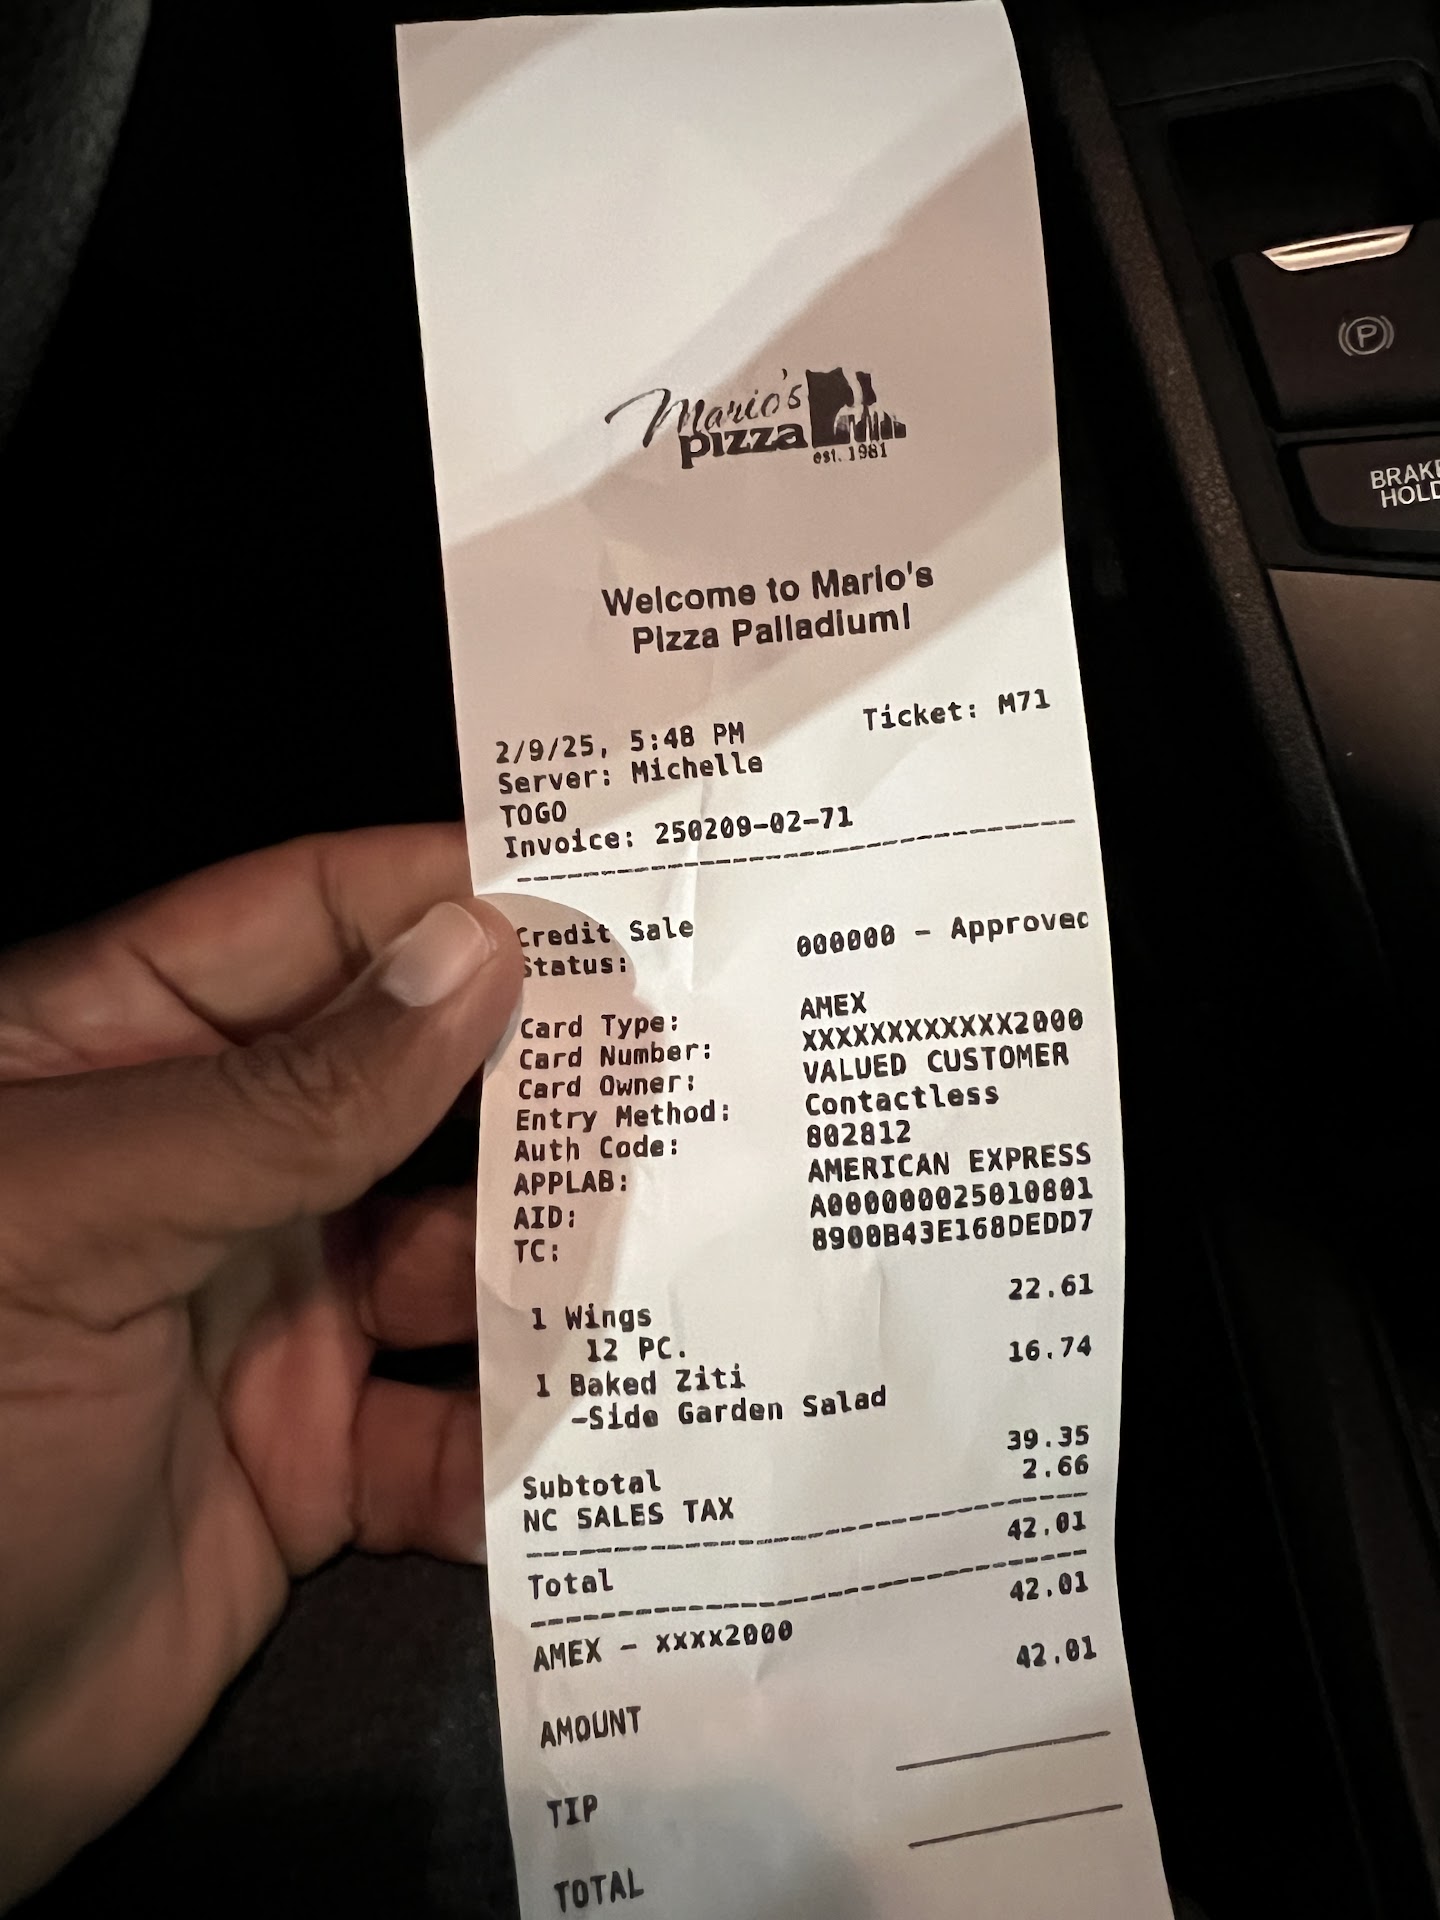 Mario's
pizza
est. 1981
Welcome to Mario's
Pizza Palladium!
2/9/25, 5:48 PM Ticket: M71
Server: Michelle
TOGO
Invoice: 250209-02-71
Credit Sale
Status: 000000 - Approved
Card Type: AMEX
Card Number: XXXXXXXXXXXX2000
Card Owner: VALUED CUSTOMER
Entry Method: Contactless
Auth Code: 802812
APPLAB: AMERICAN EXPRESS
AID: A000000025010801
TC: 8900B43E168DEDD7
1 Wings 22.61
12 PC.
1 Baked Ziti 16.74
-Side Garden Salad
Subtotal 39.35
NC SALES TAX 2.66
Total 42.01
AMEX - xxxx2000 42.01
AMOUNT 42.01
TIP
TOTAL
P
BRAKE
HOLD